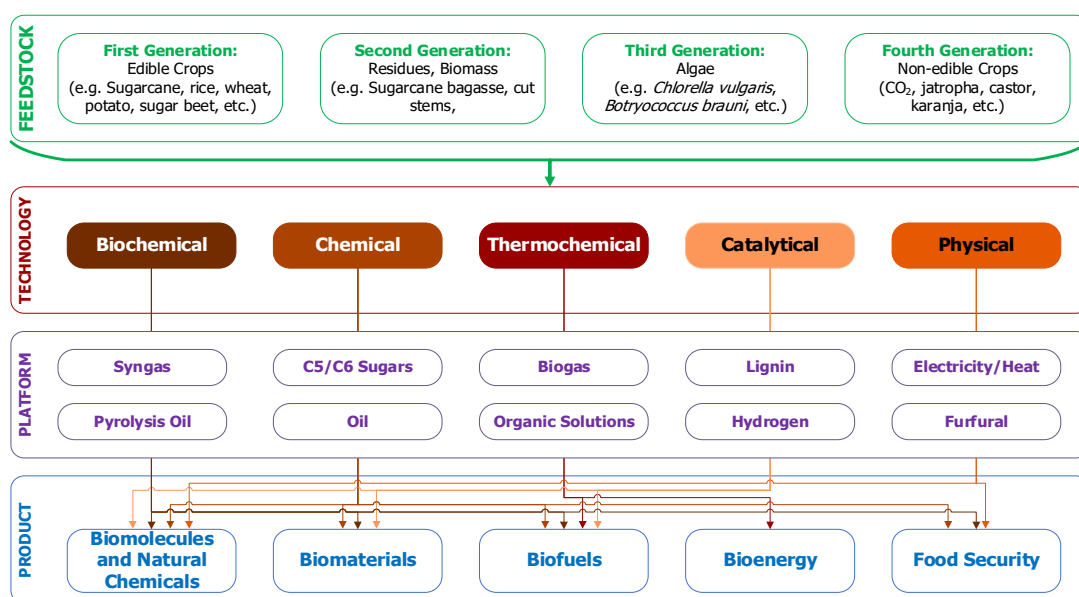 FEEDSTOCK
First Generation:
Edible Crops
(e.g. Sugarcane, rice, wheat,
potato, sugar beet, etc.)
Second Generation:
Residues, Biomass
(e.g. Sugarcane bagasse, cut
stems,
Third Generation:
Algae
(e.g. Chlorella vulgaris,
Botryococcus brauni, etc.)
Fourth Generation:
Non-edible Crops
(CO₂, jatropha, castor,
karanja, etc.)
TECHNOLOGY
Biochemical
Chemical
Thermochemical
Catalytical
Physical
PLATFORM
Syngas
C5/C6 Sugars
Biogas
Lignin
Electricity/Heat
Pyrolysis Oil
Oil
Organic Solutions
Hydrogen
Furfural
PRODUCT
Biomolecules
and Natural
Chemicals
Biomaterials
Biofuels
Bioenergy
Food Security